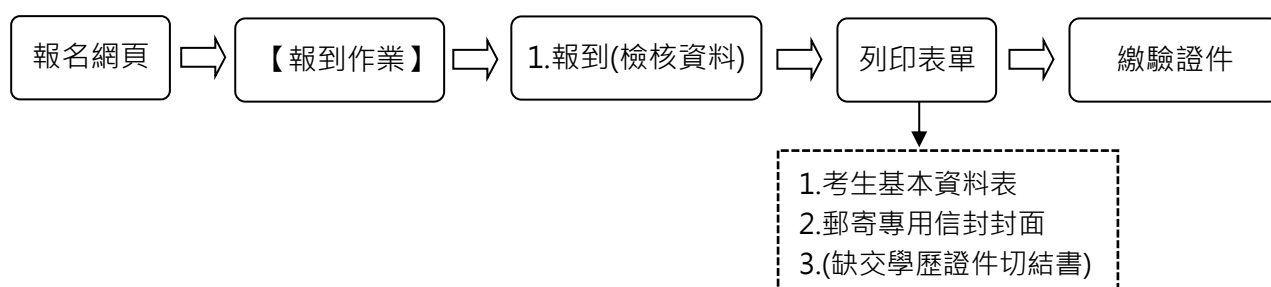 報名網頁
【報到作業】
1.報到(檢核資料)
列印表單
繳驗證件
1.考生基本資料表
2.郵寄專用信封封面
3.(缺交學歷證件切結書)